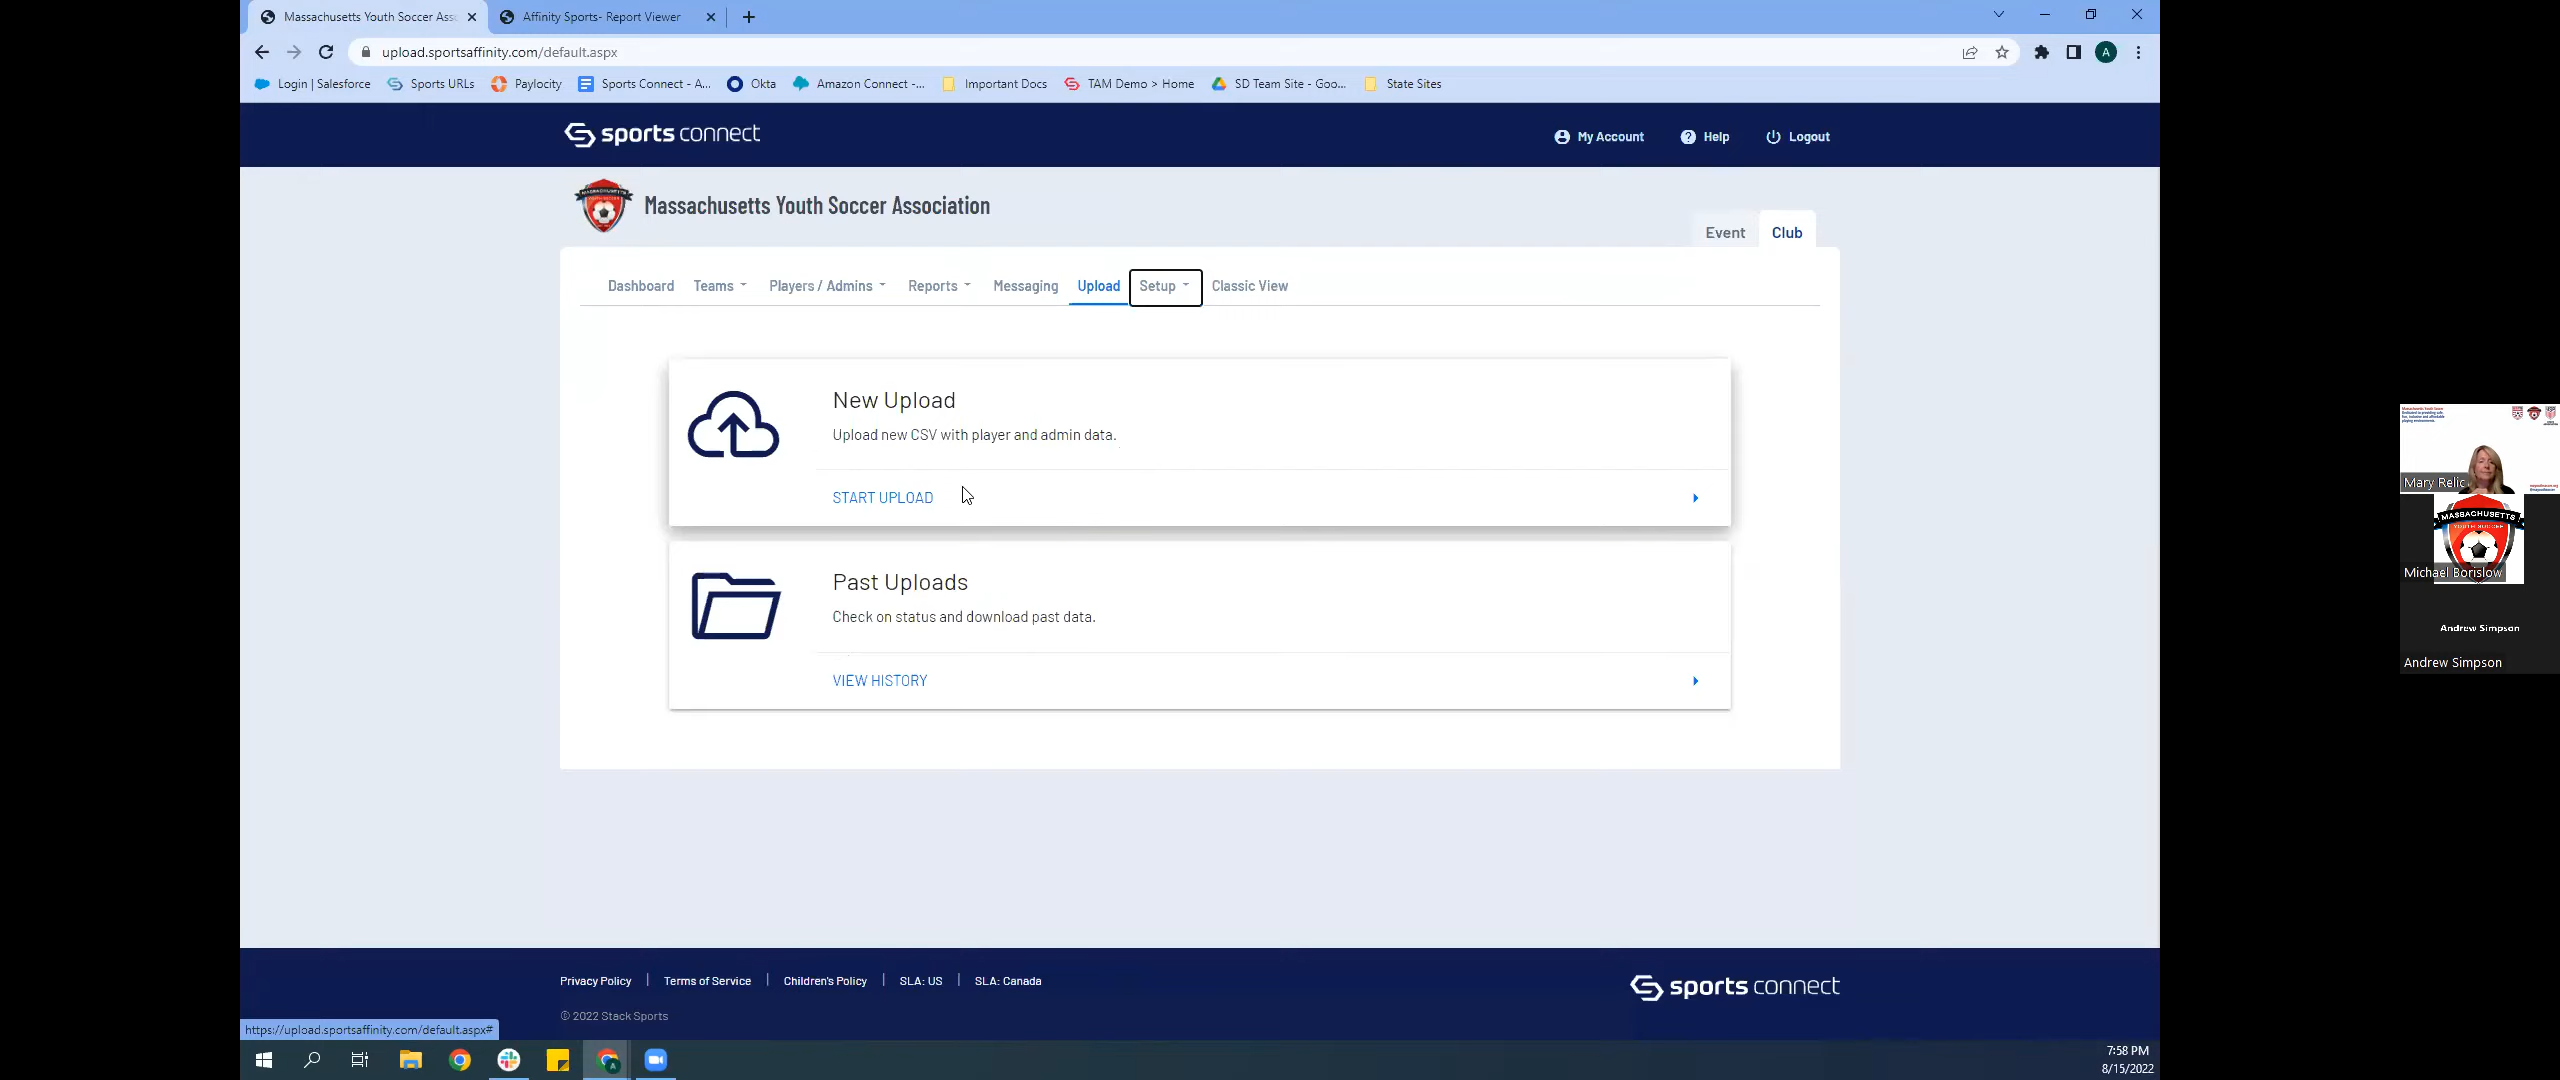 Massachusetts Youth Soccer Ass
Affinity Sports- Report Viewer
upload.sportsaffinity.com/default.aspx
A
Login | Salesforce
Sports URLs
Paylocity
Sports Connect - A...
Okta
Amazon Connect -...
Important Docs
TAM Demo > Home
SD Team Site - Goo...
State Sites
sports connect
My Account
Help
Logout
Massachusetts Youth Soccer Association
Event
Club
Dashboard
Teams
Players / Admins
Reports
Messaging
Upload
Setup
Classic View
New Upload
Upload new CSV with player and admin data.
START UPLOAD
Past Uploads
Check on status and download past data.
VIEW HISTORY
Privacy Policy
Terms of Service
Children's Policy
SLA: US
SLA: Canada
© 2022 Stack Sports
sports connect
https://upload.sportsaffinity.com/default.aspx#
7:58 PM
8/15/2022
Mary Relic
MASSACHUSETTS
YOUTH SOCCER
Michael Borislow
Andrew Simpson
Andrew Simpson